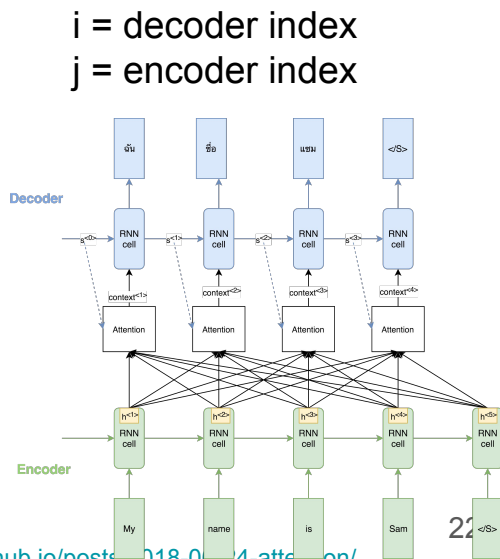 i = decoder index
j = encoder index
ฉัน ชื่อ แซม </S>
Decoder
s<0> RNN cell s<1> RNN cell s<2> RNN cell s<3> RNN cell
context<1> context<2> context<3> context<4>
Attention Attention Attention Attention
h<1> h<2> h<3> h<4> h<5>
RNN cell RNN cell RNN cell RNN cell RNN cell
Encoder
My name is Sam </S>